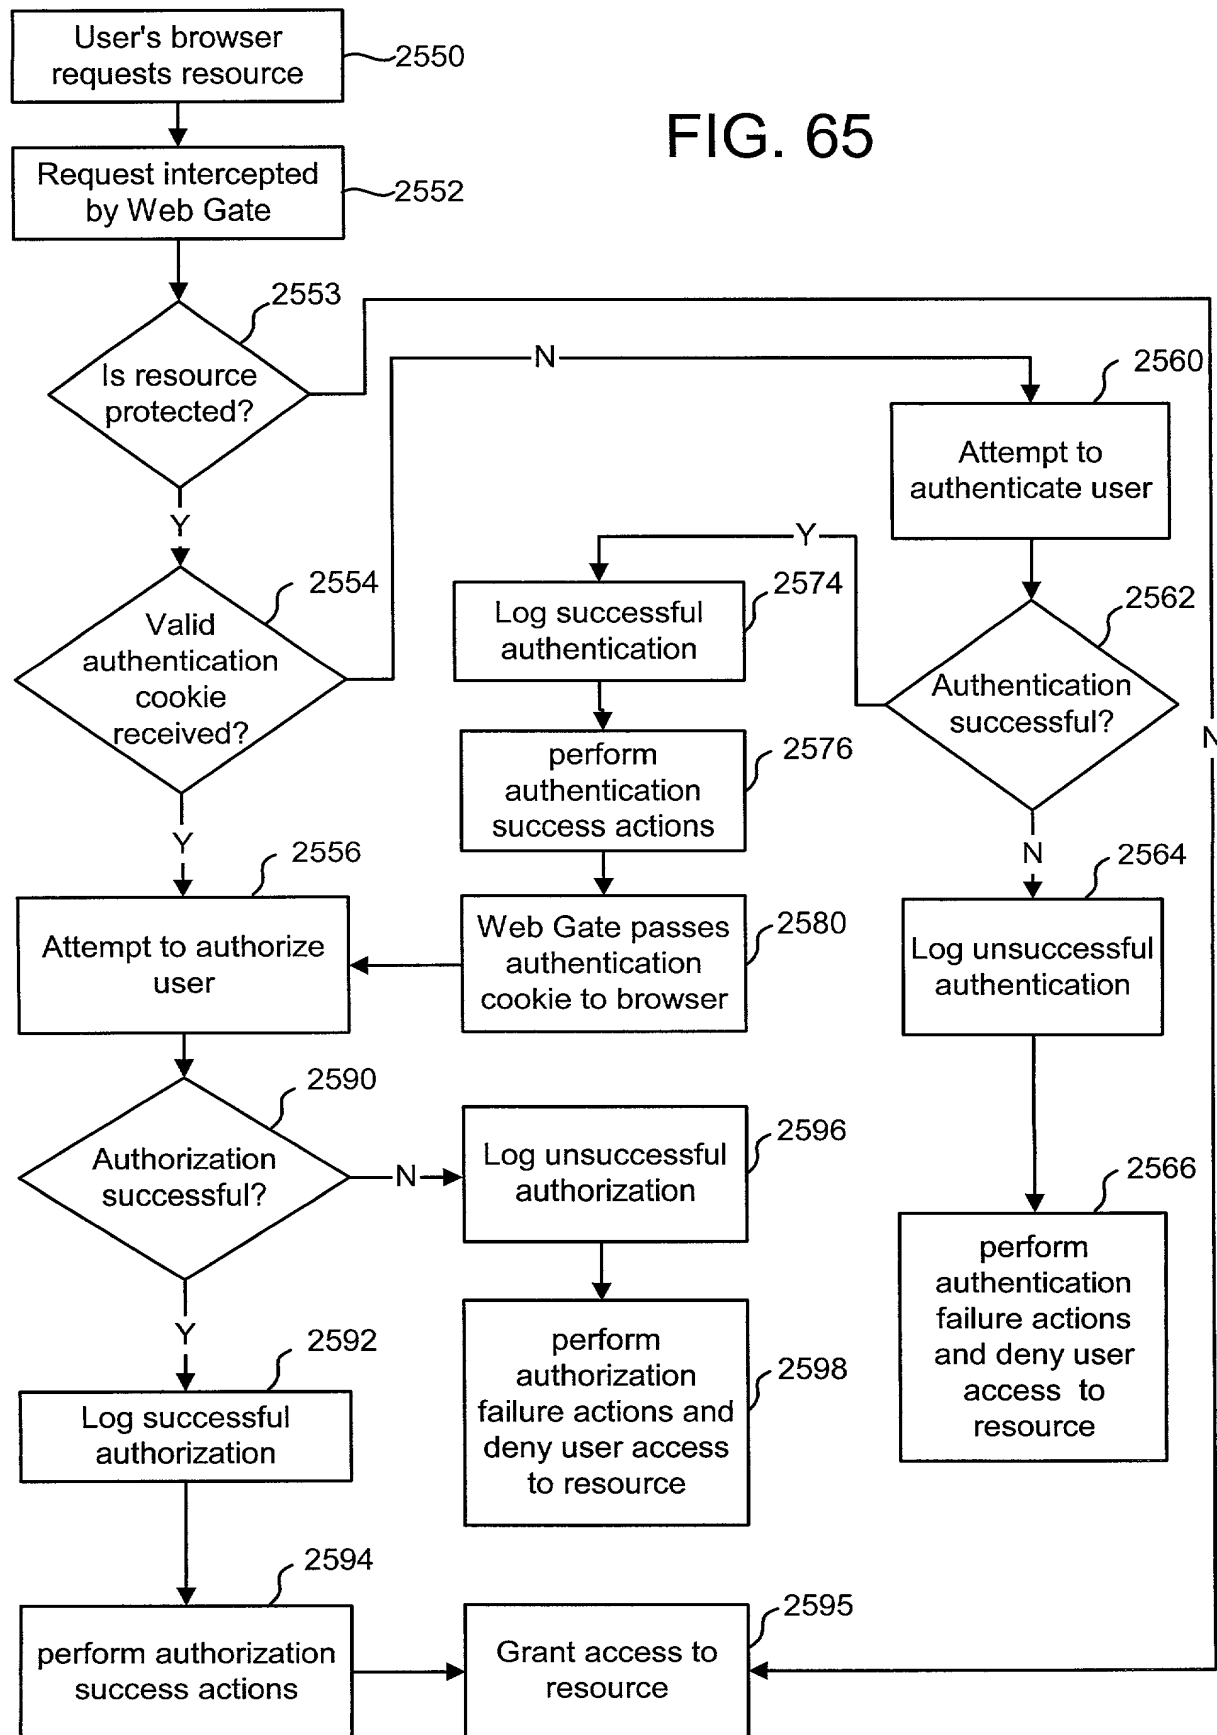 User's browser
requests resource
2550
FIG. 65
Request intercepted
by Web Gate
2552
2553
Is resource
protected?
N
2560
Attempt to
authenticate user
Y
Y
2554
Valid
authentication
cookie
received?
2574
Log successful
authentication
2562
Authentication
successful?
N
2576
perform
authentication
success actions
Y
N
2556
Attempt to authorize
user
2580
Web Gate passes
authentication
cookie to browser
2564
Log unsuccessful
authentication
2590
Authorization
successful?
N
2596
Log unsuccessful
authorization
2566
perform
authentication
failure actions
and deny user
access to
resource
Y
2592
Log successful
authorization
2598
perform
authorization
failure actions and
deny user access
to resource
2594
perform authorization
success actions
2595
Grant access to
resource